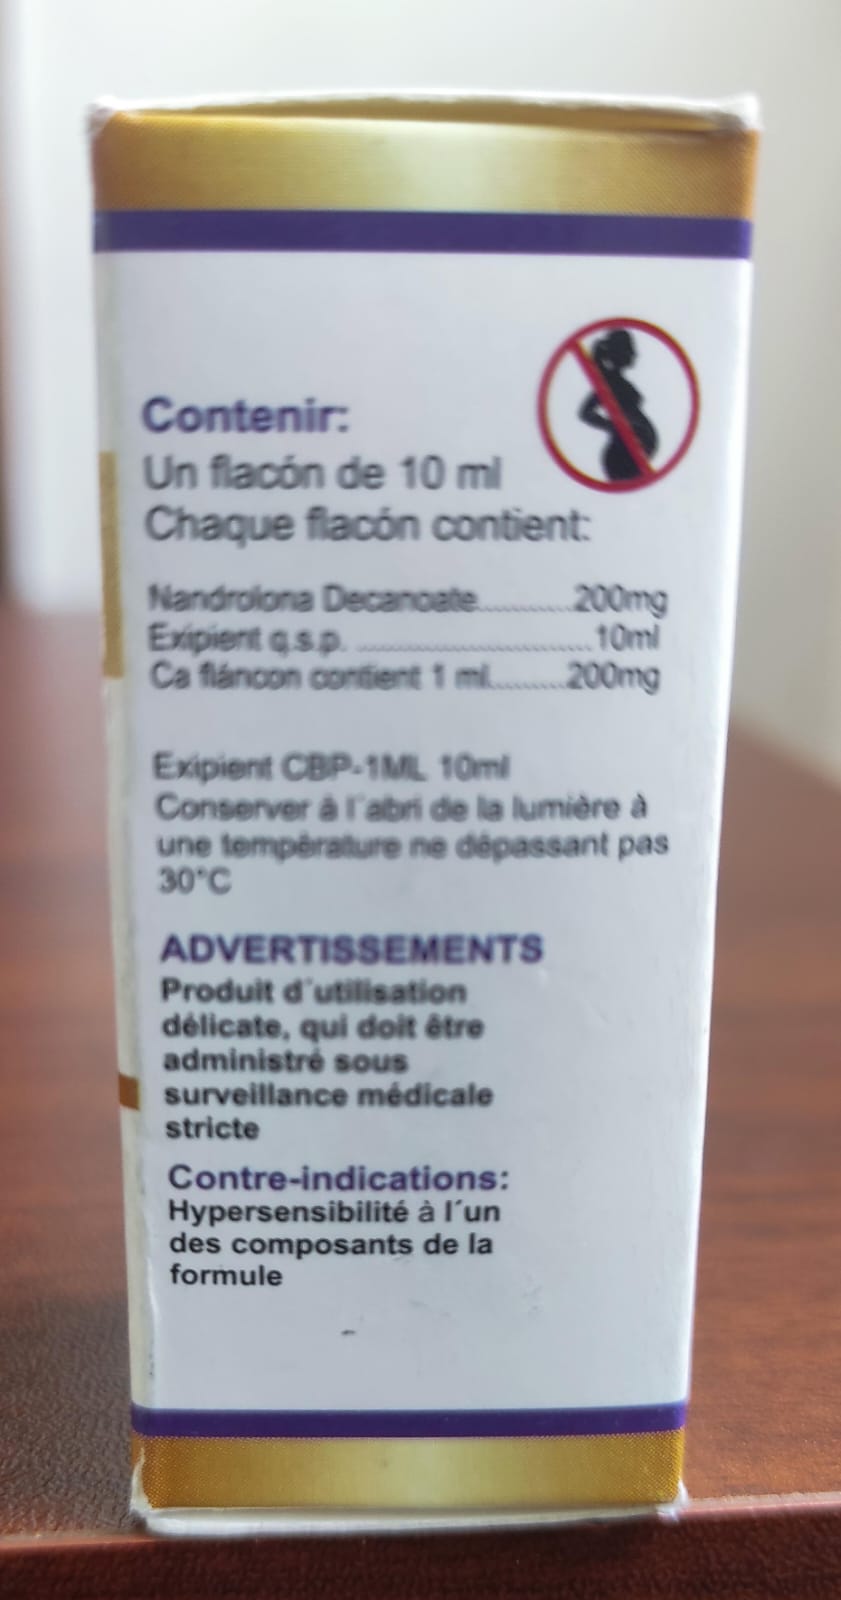 Contenir:
Un flacón de 10 ml
Chaque flacón contient:
Nandrolona Decanoate...........200mg
Exipient q.s.p. ............................10ml
Ca fláncon contient 1 ml.........200mg
Exipient CBP-1ML 10ml
Conserver á l´abri de la lumière à
une tempèrature ne dépassant pas
30°C
ADVERTISSEMENTS
Produit d´utilisation
délicate, qui doit être
administré sous
surveillance médicale
stricte
Contre-indications:
Hypersensibilité à l´un
des composants de la
formule